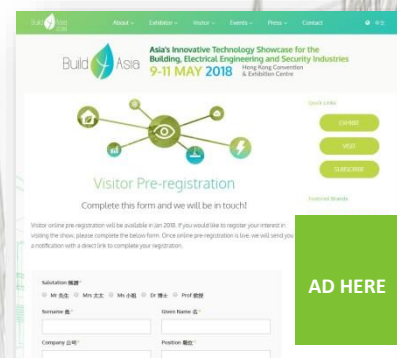 Build Asia 2018
About Exhibitor Visitor Events Press Contact 中文
Build Asia
Asia's Innovative Technology Showcase for the
Building, Electrical Engineering and Security Industries
9-11 MAY 2018 Hong Kong Convention
& Exhibition Centre
Quick Links
EXHIBIT
VISIT
SUBSCRIBE
Featured Brands
Visitor Pre-registration
Complete this form and we will be in touch!
Visitor online pre-registration will be available in Jan 2018. If you would like to register your interest in
visiting the show, please complete the below form. Once online pre-registration is live, we will send you
a notification with a direct link to complete your registration.
AD HERE
Salutation 稱謂*
Mr 先生 Mrs 太太 Ms 小姐 Dr 博士 Prof 教授
Surname 姓* Given Name 名*
Company 公司* Position 職位*